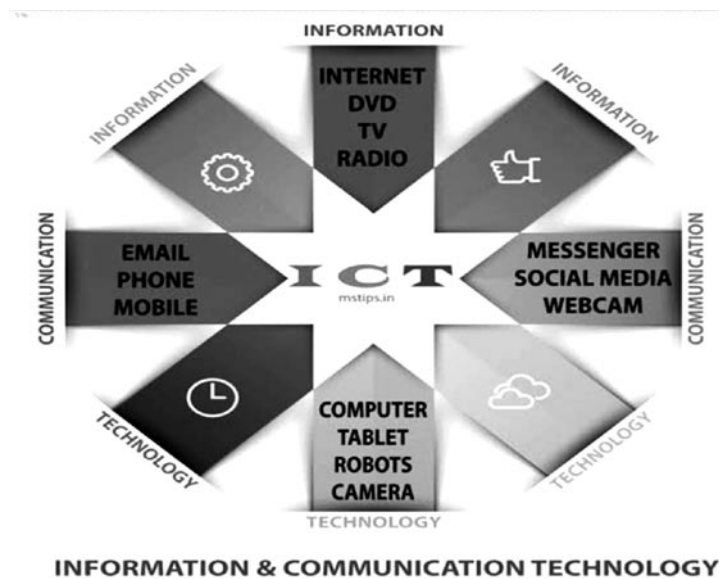 INFORMATION
INFORMATION
INFORMATION
INTERNET
DVD
TV
RADIO
COMMUNICATION
EMAIL
PHONE
MOBILE
ICT
mstips.in
MESSENGER
SOCIAL MEDIA
WEBCAM
COMMUNICATION
TECHNOLOGY
COMPUTER
TABLET
ROBOTS
CAMERA
TECHNOLOGY
TECHNOLOGY
INFORMATION & COMMUNICATION TECHNOLOGY